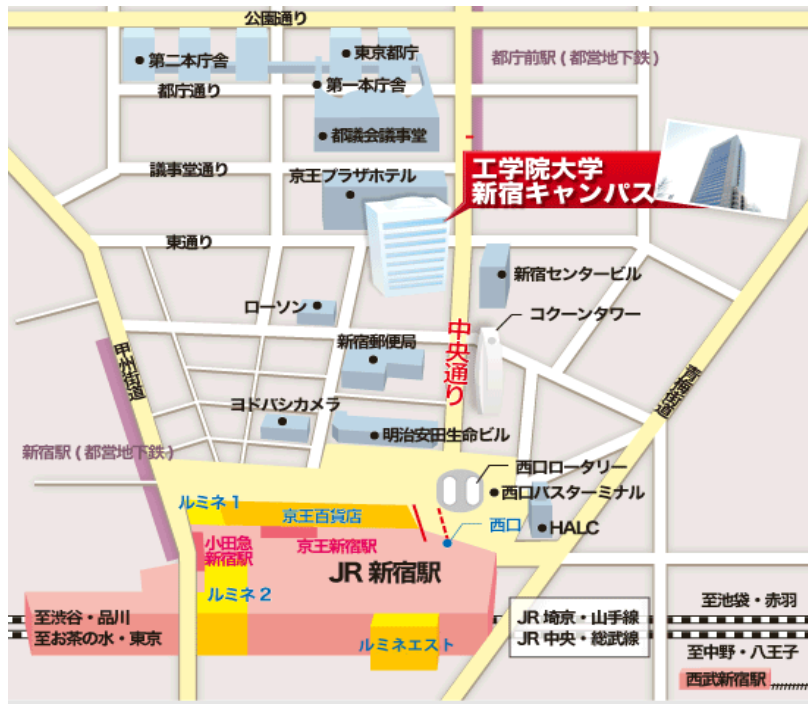 公園通り
第二本庁舎
東京都庁
都庁前駅(都営地下鉄)
都庁通り
第一本庁舎
都議会議事堂
議事堂通り
京王プラザホテル
工学院大学
新宿キャンパス
東通り
新宿センタービル
ローソン
コクーンタワー
中央通り
新宿郵便局
甲州街道
青梅街道
ヨドバシカメラ
明治安田生命ビル
新宿駅(都営地下鉄)
西口ロータリー
西口バスターミナル
ルミネ1
京王百貨店
西口
HALC
小田急
新宿駅
京王新宿駅
JR 新宿駅
ルミネ2
至渋谷・品川
至お茶の水・東京
ルミネエスト
JR 埼京・山手線
JR 中央・総武線
至池袋・赤羽
至中野・八王子
西武新宿駅